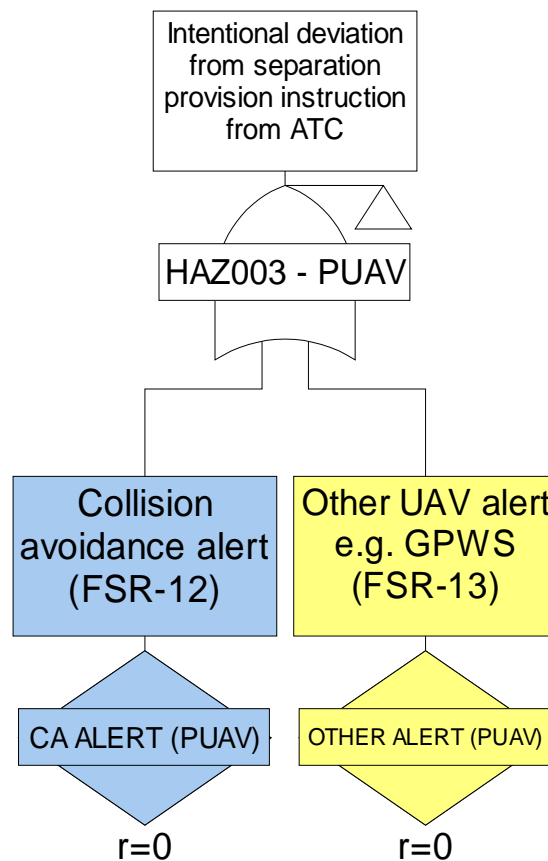 Intentional deviation
from separation
provision instruction
from ATC
HAZ003 - PUAV
Collision
avoidance alert
(FSR-12)
Other UAV alert
e.g. GPWS
(FSR-13)
CA ALERT (PUAV)
OTHER ALERT (PUAV)
r=0
r=0